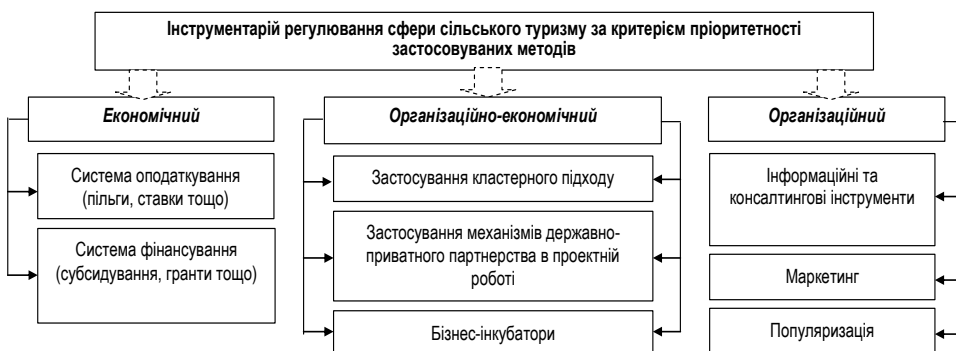 Інструментарій регулювання сфери сільського туризму за критерієм пріоритетності
застосовуваних методів
Економічний
Система оподаткування
(пільги, ставки тощо)
Система фінансування
(субсидування, гранти тощо)
Організаційно-економічний
Застосування кластерного підходу
Застосування механізмів державно-
приватного партнерства в проектній
роботі
Бізнес-інкубатори
Організаційний
Інформаційні та
консалтингові інструменти
Маркетинг
Популяризація